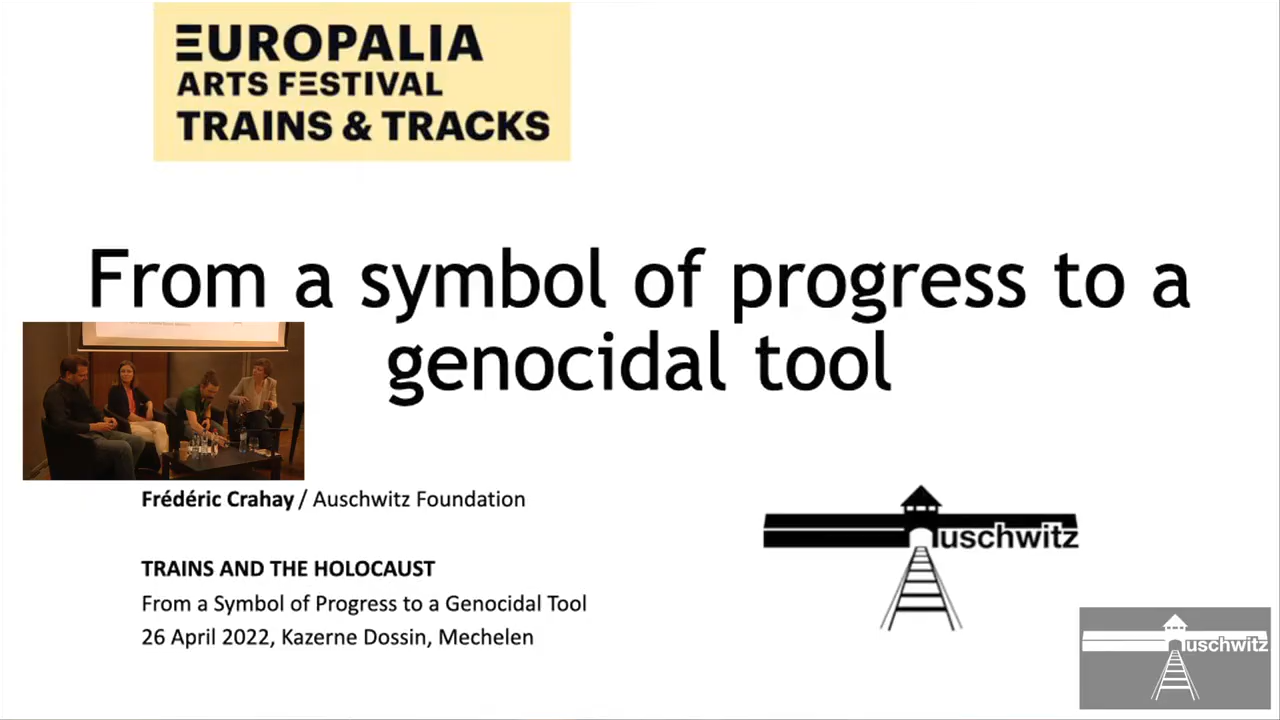 EUROPALIA
ARTS FESTIVAL
TRAINS & TRACKS
From a symbol of progress to a
genocidal tool
Frédéric Crahay / Auschwitz Foundation
TRAINS AND THE HOLOCAUST
From a Symbol of Progress to a Genocidal Tool
26 April 2022, Kazerne Dossin, Mechelen
uschwitz
uschwitz